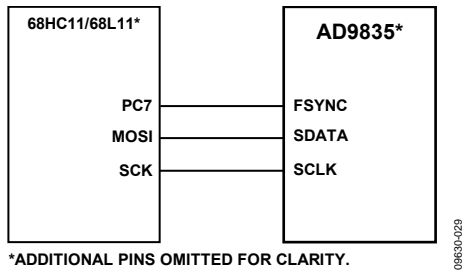 68HC11/68L11*
AD9835*
PC7
FSYNC
MOSI
SDATA
SCK
SCLK
*ADDITIONAL PINS OMITTED FOR CLARITY.
09630-029